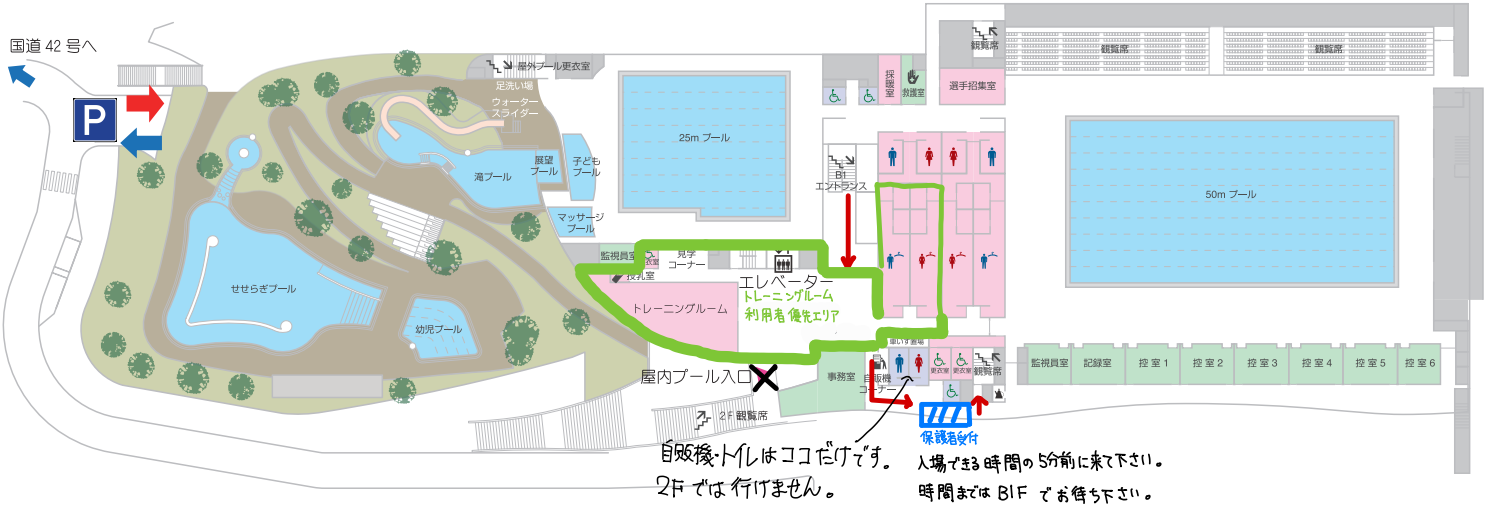 国道 42 号へ
P
屋外プール更衣室
足洗い場
ウォーター
スライダー
展望
プール
子ども
プール
滝プール
マッサージ
プール
せせらぎプール
幼児プール
25m プール
採暖室
救護室
観覧席
選手招集室
観覧席
観覧席
B1
エントランス
50m プール
監視員室
更衣室
授乳室
見学
コーナー
エレベーター
トレーニングルーム
トレーニングルーム
利用者優先エリア
車いす置場
屋内プール入口
事務室
自販機
コーナー
更衣室
更衣室
観覧席
監視員室
記録室
控室 1
控室 2
控室 3
控室 4
控室 5
控室 6
2F 観覧席
保護者受付
自販機・トイレはココだけです。
2Fでは行けません。
入場できる時間の5分前に来て下さい。
時間まではB1Fでお待ち下さい。